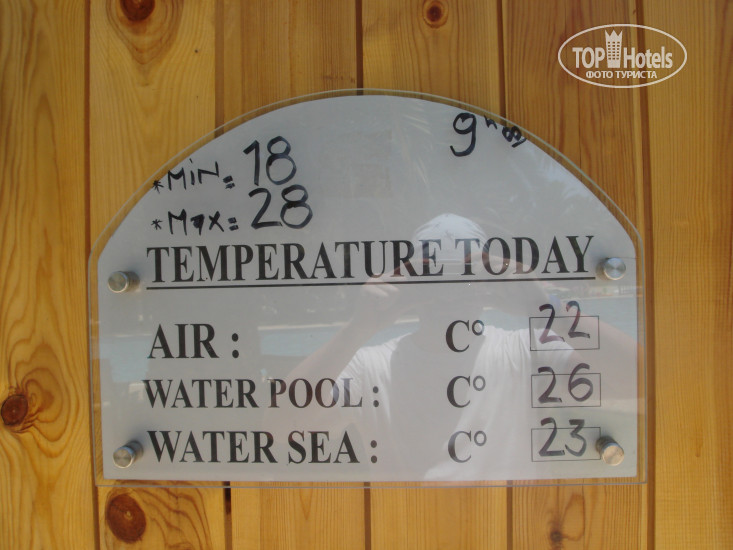 TOP Hotels
ФОТО ТУРИСТА
*MiN= 18
*Max= 28
TEMPERATURE TODAY
AIR : C° 22
WATER POOL : C° 26
WATER SEA : C° 23